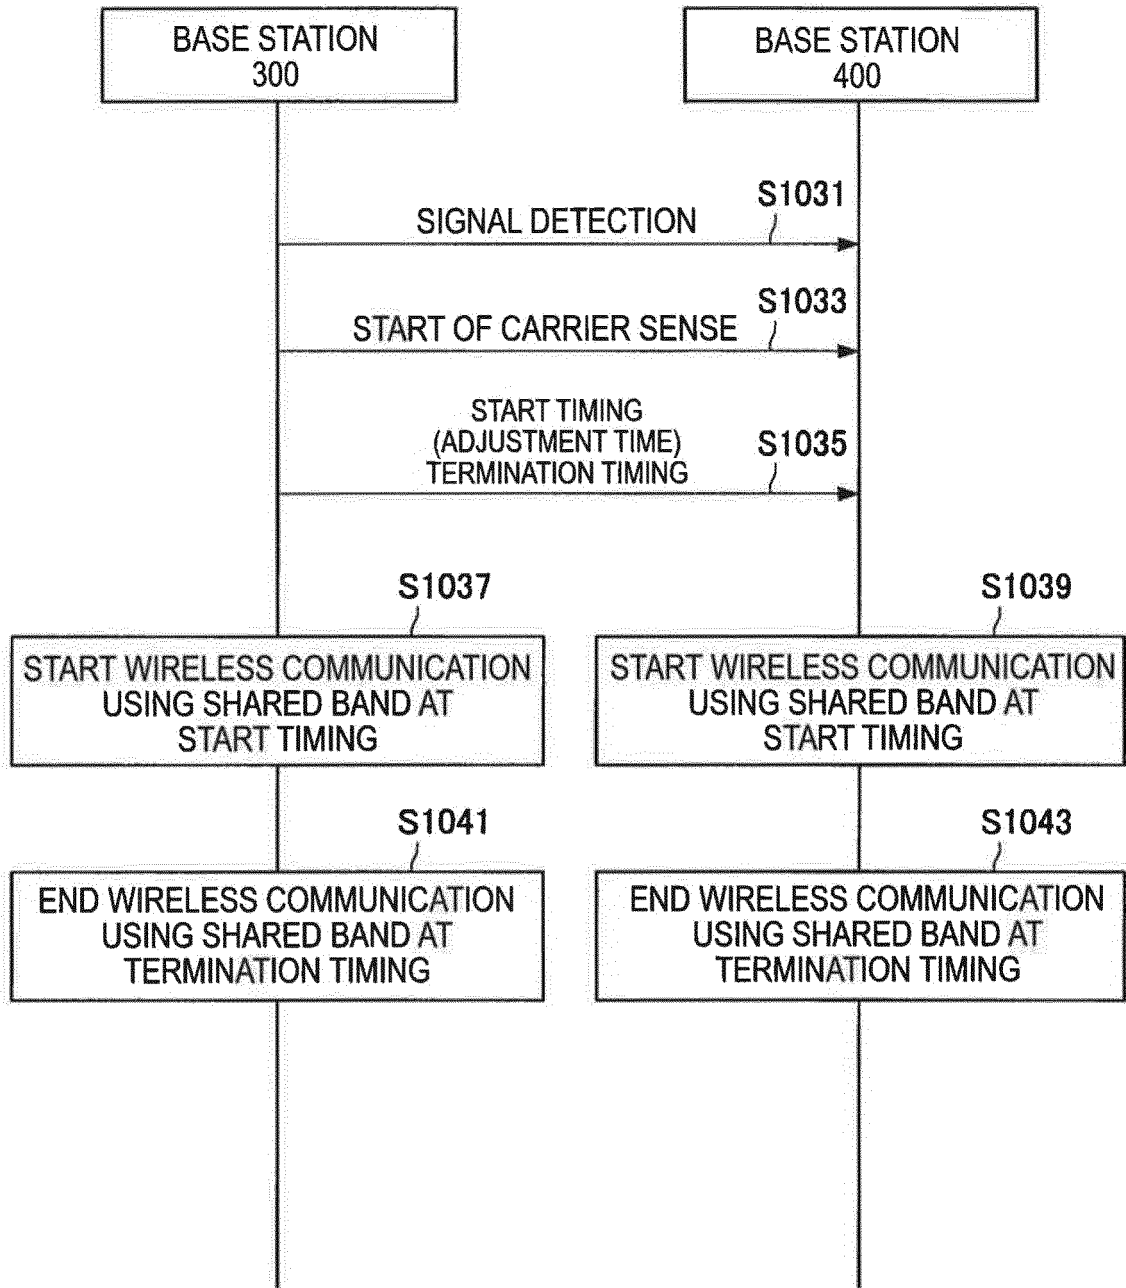 BASE STATION
300
BASE STATION
400
S1031
SIGNAL DETECTION
S1033
START OF CARRIER SENSE
START TIMING
(ADJUSTMENT TIME)
TERMINATION TIMING
S1035
S1037
START WIRELESS COMMUNICATION
USING SHARED BAND AT
START TIMING
S1039
START WIRELESS COMMUNICATION
USING SHARED BAND AT
START TIMING
S1041
END WIRELESS COMMUNICATION
USING SHARED BAND AT
TERMINATION TIMING
S1043
END WIRELESS COMMUNICATION
USING SHARED BAND AT
TERMINATION TIMING